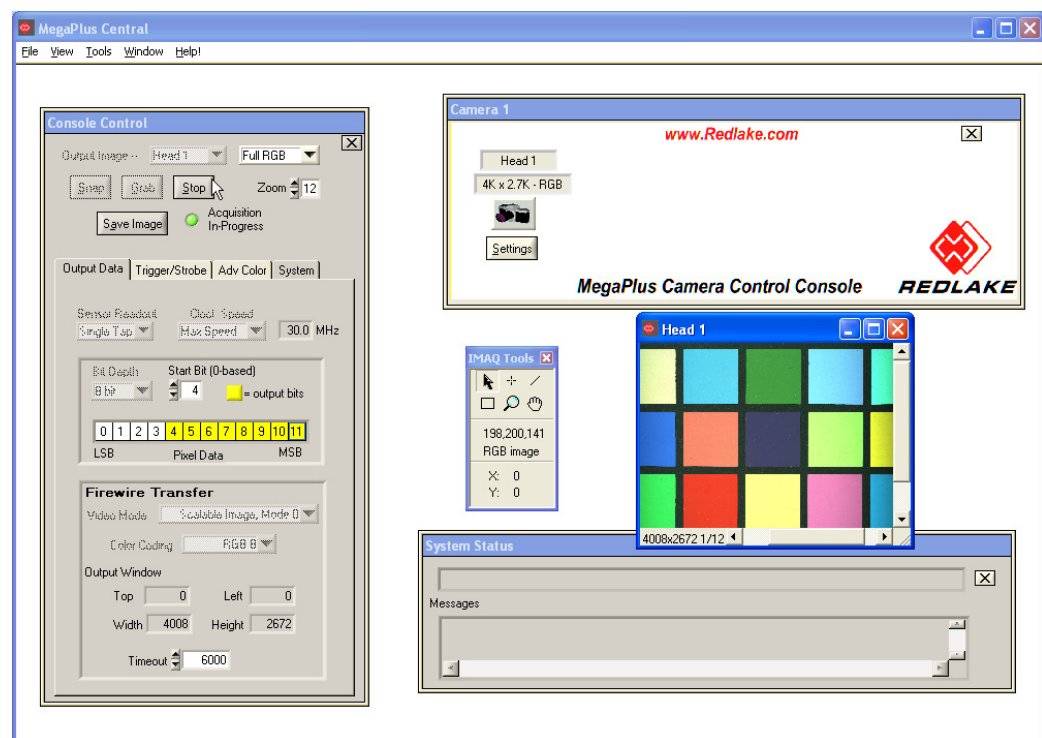 MegaPlus Central
File View Tools Window Help!
Console Control
Output Image -- Head 1 Full RGB
Snap Grab Stop Zoom 12
Save Image Acquisition
In-Progress
Output Data Trigger/Strobe Adv Color System
Sensor Readout Clock Speed
Single Tap Max Speed 30.0 MHz
Bit Depth Start Bit (0-based)
8 bit 4 = output bits
0 1 2 3 4 5 6 7 8 9 10 11
LSB Pixel Data MSB
Firewire Transfer
Video Mode Scalable Image, Mode 0
Color Coding RGB 8
Output Window
Top 0 Left 0
Width 4008 Height 2672
Timeout 6000
Camera 1
www.Redlake.com
Head 1
4K x 2.7K - RGB
Settings
MegaPlus Camera Control Console
REDLAKE
IMAQ Tools
198,200,141
RGB image
X: 0
Y: 0
Head 1
4008x2672 1/12
System Status
Messages